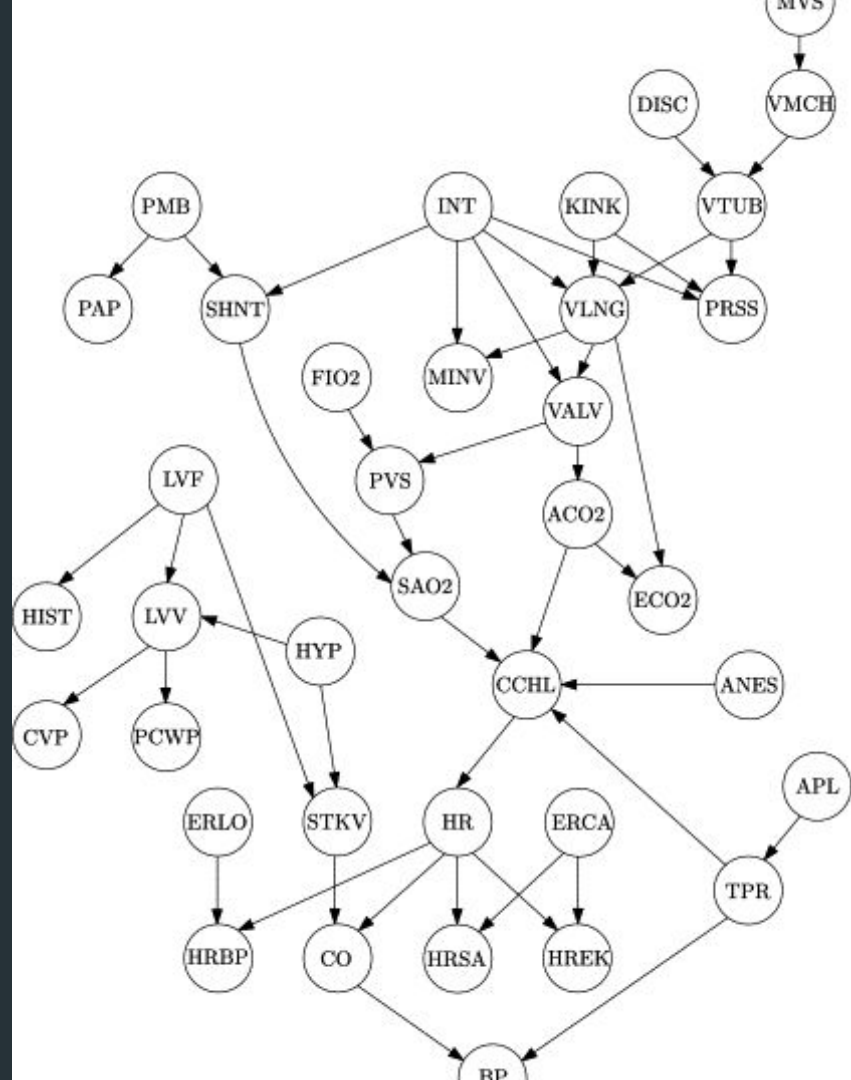 MVS
DISC
VMCH
PMB
INT
KINK
VTUB
PAP
SHNT
VLNG
PRSS
FIO2
MINV
VALV
LVF
PVS
ACO2
SAO2
ECO2
HIST
LVV
HYP
CCHL
ANES
CVP
PCWP
APL
ERLO
STKV
HR
ERCA
TPR
HRBP
CO
HRSA
HREK
BP